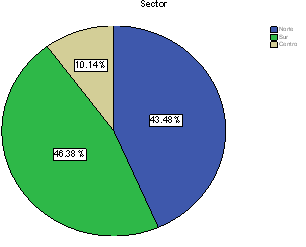 Sector
Norte
Sur
Centro
10.14%
43.48%
46.38%